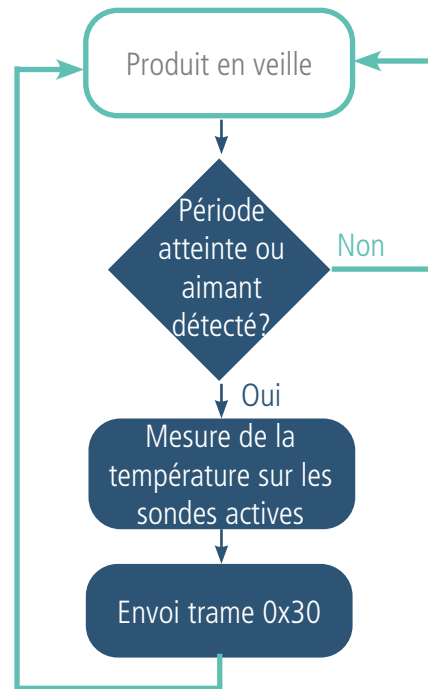 Produit en veille
Période
atteinte ou
aimant
détecté?
Non
Oui
Mesure de la
température sur les
sondes actives
Envoi trame 0x30